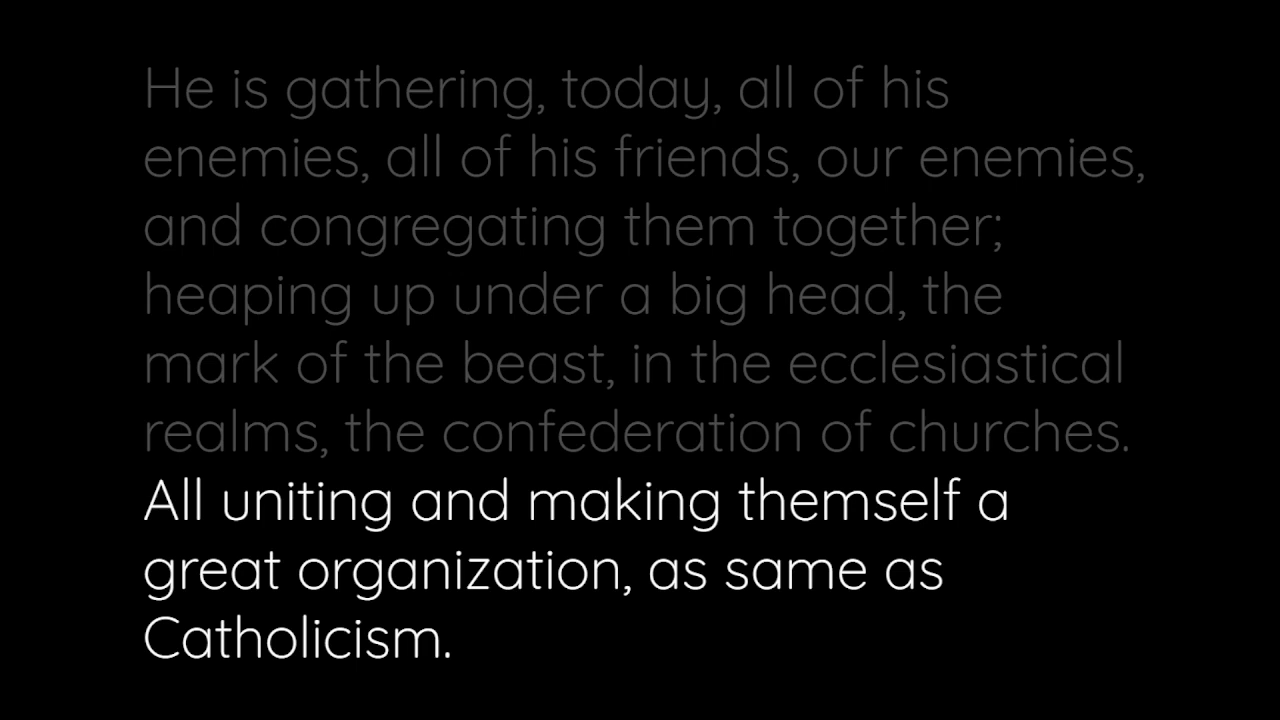 He is gathering, today, all of his
enemies, all of his friends, our enemies,
and congregating them together;
heaping up under a big head, the
mark of the beast, in the ecclesiastical
realms, the confederation of churches.
All uniting and making themself a
great organization, as same as
Catholicism.